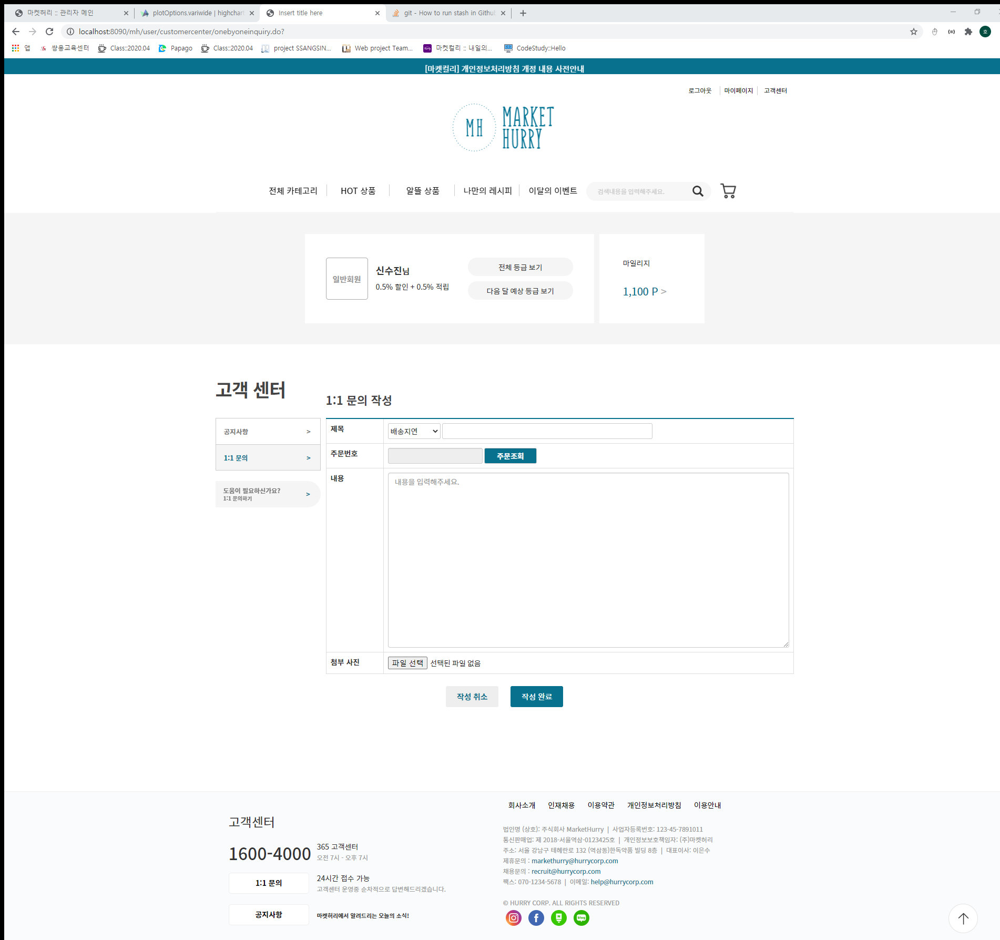 마켓허리 :: 관리자 메인
plotOptions.variwide | highchart
Insert title here
git - How to run stash in Githu
localhost:8090/mh/user/customercenter/onebyoneinquiry.do?
호
앱
쌍용교육센터
Class::2020.04
Papago
Class::2020.04
project SSANGSIN...
Web project Team...
마켓컬리 :: 내일의...
CodeStudy::Hello
[마켓컬리] 개인정보처리방침 개정 내용 사전안내
로그아웃
마이페이지
고객센터
MH
MARKET
HURRY
전체 카테고리
HOT 상품
알뜰 상품
나만의 레시피
이달의 이벤트
검색내용을 입력해주세요.
일반회원
신수진님
0.5% 할인 + 0.5% 적립
전체 등급 보기
다음 달 예상 등급 보기
마일리지
1,100 P >
고객 센터
공지사항 >
1:1 문의 >
도움이 필요하신가요?
1:1 문의하기 >
1:1 문의 작성
제목
배송지연
주문번호
주문조회
내용
내용을 입력해주세요.
첨부 사진
파일 선택 선택된 파일 없음
작성 취소
작성 완료
고객센터
1600-4000
365 고객센터
오전 7시 - 오후 7시
1:1 문의
24시간 접수 가능
고객센터 운영중 순차적으로 답변해드리겠습니다.
공지사항
마켓허리에서 알려드리는 오늘의 소식!
회사소개
인재채용
이용약관
개인정보처리방침
이용안내
법인명 (상호): 주식회사 MarketHurry | 사업자등록번호: 123-45-7891011
통신판매업: 제 2018-서울역삼-0123425호 | 개인정보보호책임자: (주)마켓허리
주소: 서울 강남구 테헤란로 132 (역삼동)한독약품 빌딩 8층 | 대표이사: 이은수
제휴문의 : markethurry@hurrycorp.com
채용문의 : recruit@hurrycorp.com
팩스: 070-1234-5678 | 이메일: help@hurrycorp.com
© HURRY CORP. ALL RIGHTS RESERVED
blog